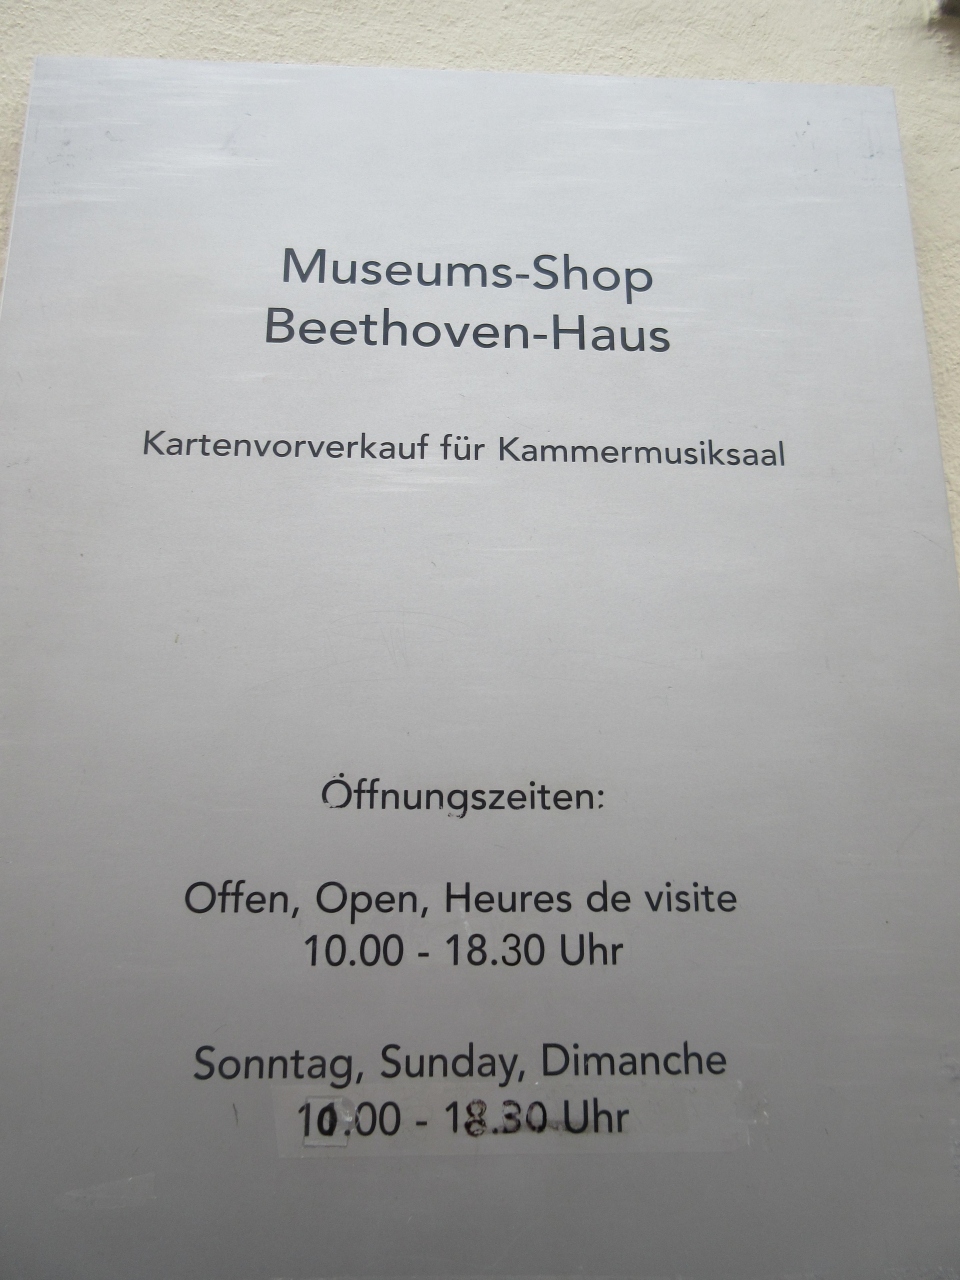 Museums-Shop
Beethoven-Haus
Kartenvorverkauf für Kammermusiksaal
Öffnungszeiten:
Offen, Open, Heures de visite
10.00 - 18.30 Uhr
Sonntag, Sunday, Dimanche
10.00 - 18.30 Uhr